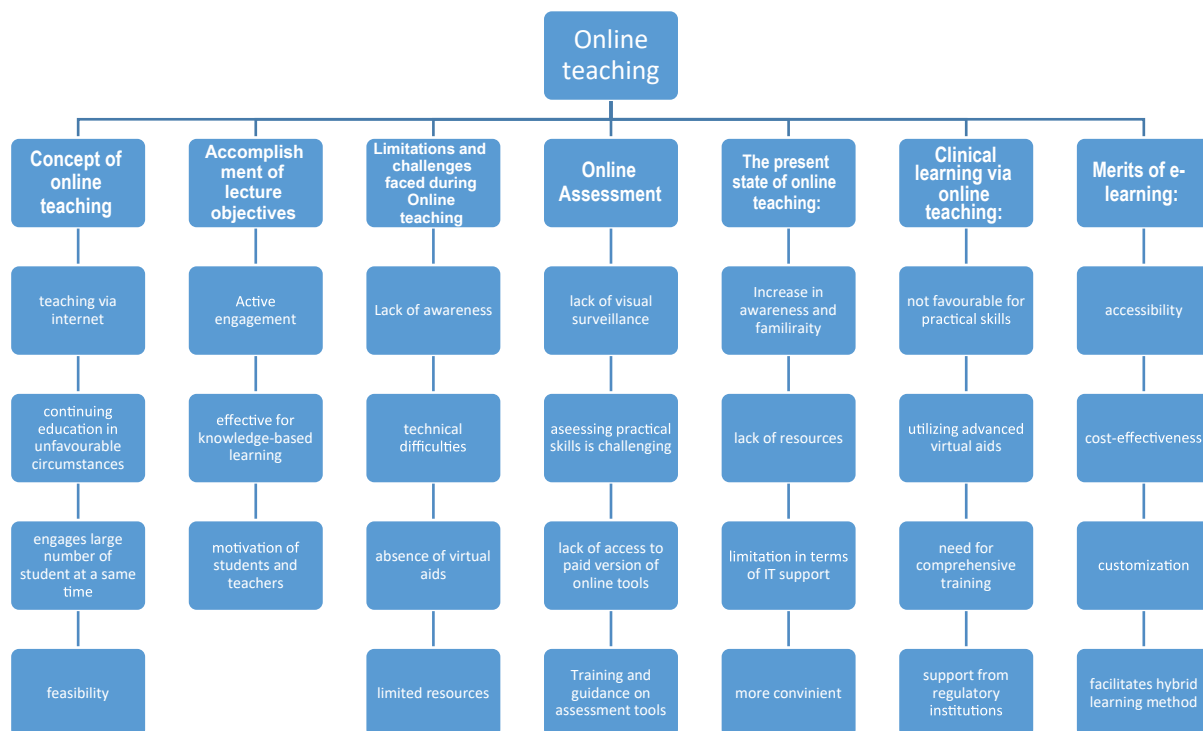 Online
teaching
Concept of
online
teaching
Accomplish
ment of
lecture
objectives
Limitations and
challenges
faced during
Online
teaching
Online
Assessment
The present
state of online
teaching:
Clinical
learning via
online
teaching:
Merits of e-
learning:
teaching via
internet
Active
engagement
Lack of awareness
lack of visual
surveillance
Increase in
awareness and
familiraity
not favourable for
practical skills
accessibility
continuing
education in
unfavourable
circumstances
effective for
knowledge-based
learning
technical
difficulties
aseessing practical
skills is challenging
lack of resources
utilizing advanced
virtual aids
cost-effectiveness
engages large
number of
student at a same
time
motivation of
students and
teachers
absence of virtual
aids
lack of access to
paid version of
online tools
limitation in terms
of IT support
need for
comprehensive
training
customization
feasibility
limited resources
Training and
guidance on
assessment tools
more convinient
support from
regulatory
institutions
facilitates hybrid
learning method